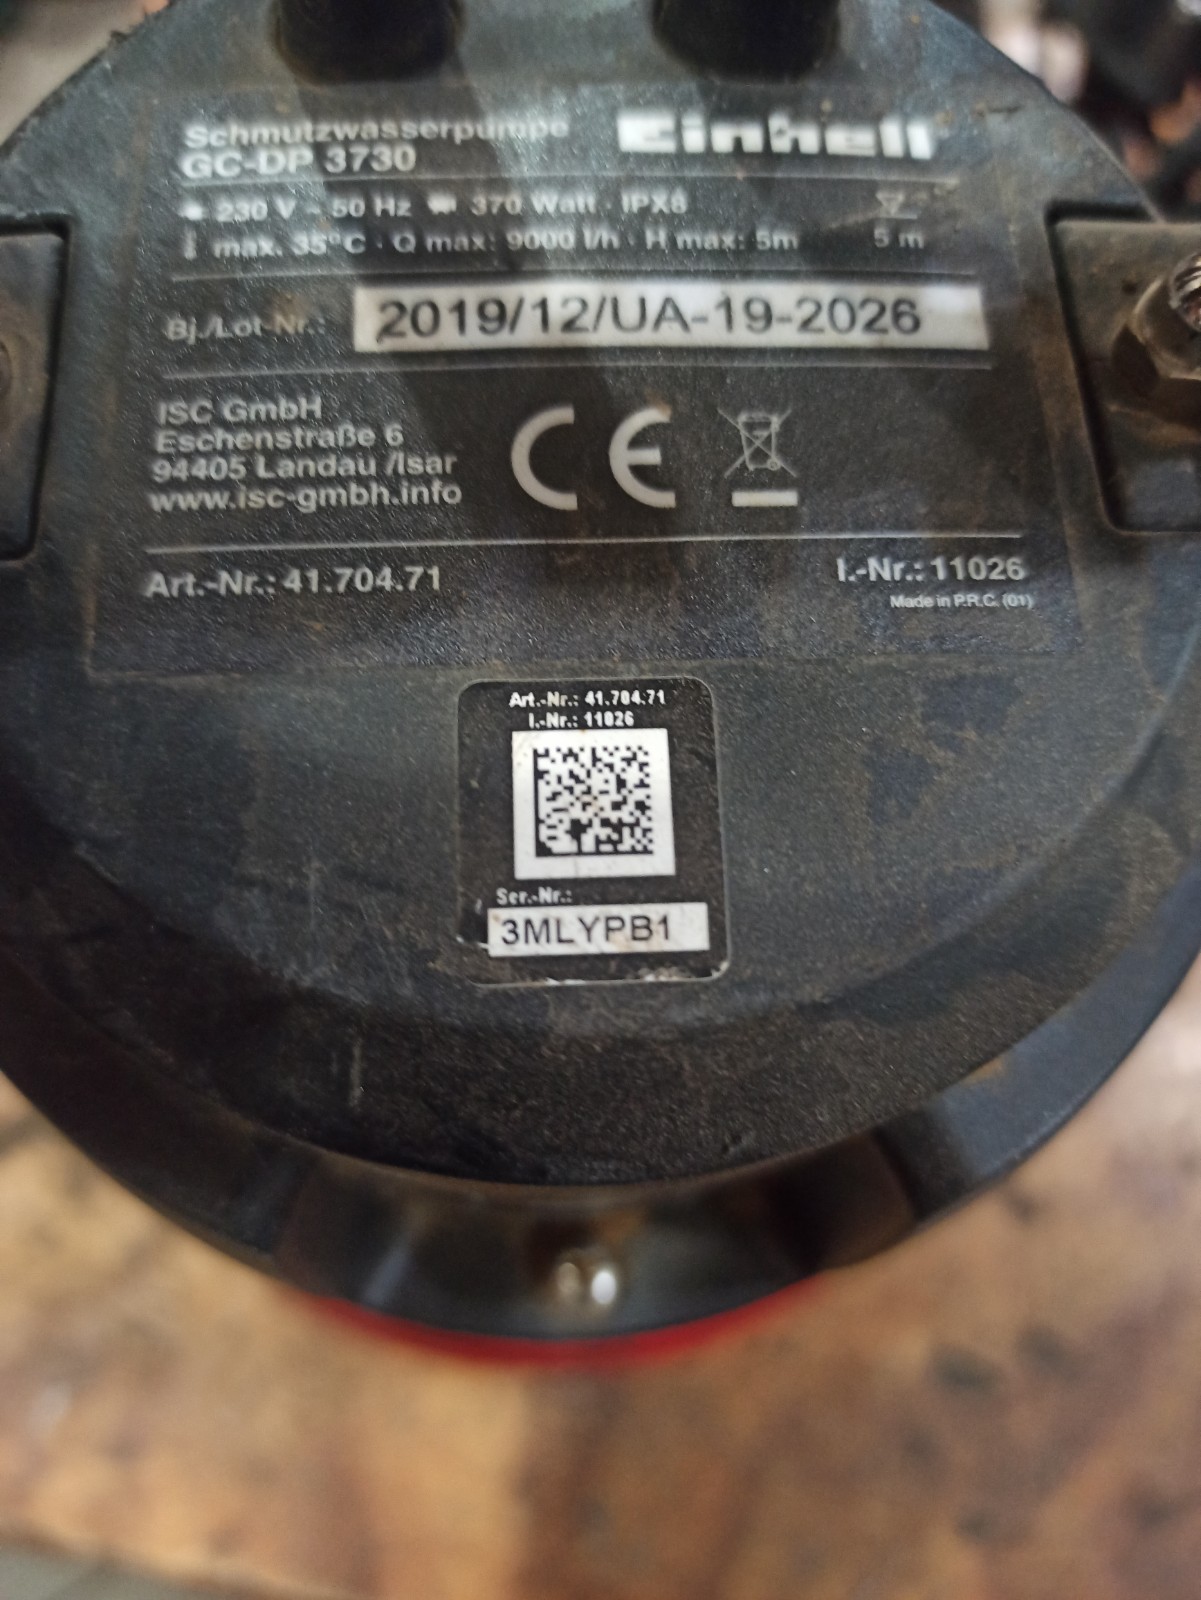 Schmutzwasserpumpe
GC-DP 3730
Einhell
230 V ~ 50 Hz 370 Watt · IPX8
max. 35°C · Q max: 9000 l/h · H max: 5m
5 m
Bj./Lot-Nr.: 2019/12/UA-19-2026
ISC GmbH
Eschenstraße 6
94405 Landau /Isar
www.isc-gmbh.info
CE
Art.-Nr.: 41.704.71
I.-Nr.: 11026
Made in P.R.C. (01)
Art.-Nr.: 41.704.71
I.-Nr.: 11026
Ser.-Nr.:
3MLYPB1